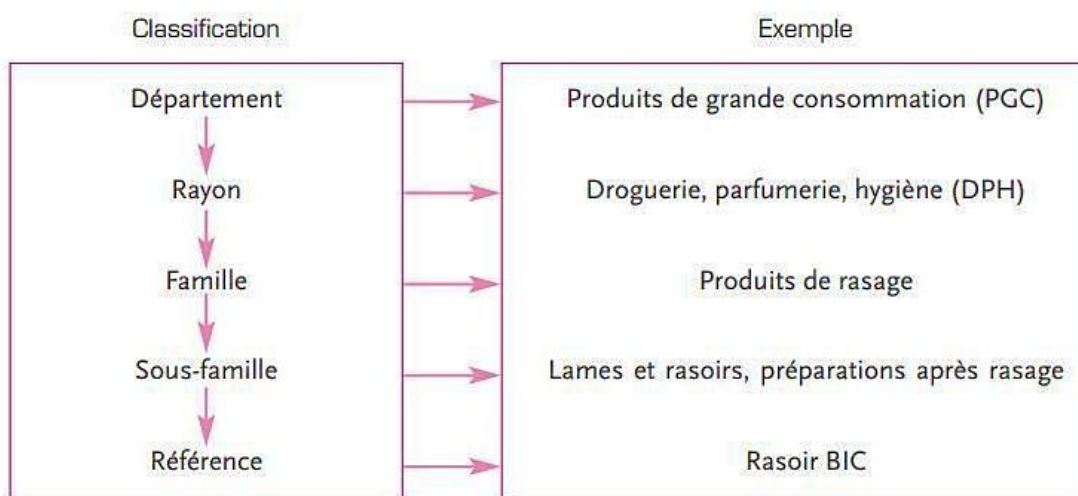 Classification
Exemple
Département
Produits de grande consommation (PGC)
Rayon
Droguerie, parfumerie, hygiène (DPH)
Famille
Produits de rasage
Sous-famille
Lames et rasoirs, préparations après rasage
Référence
Rasoir BIC